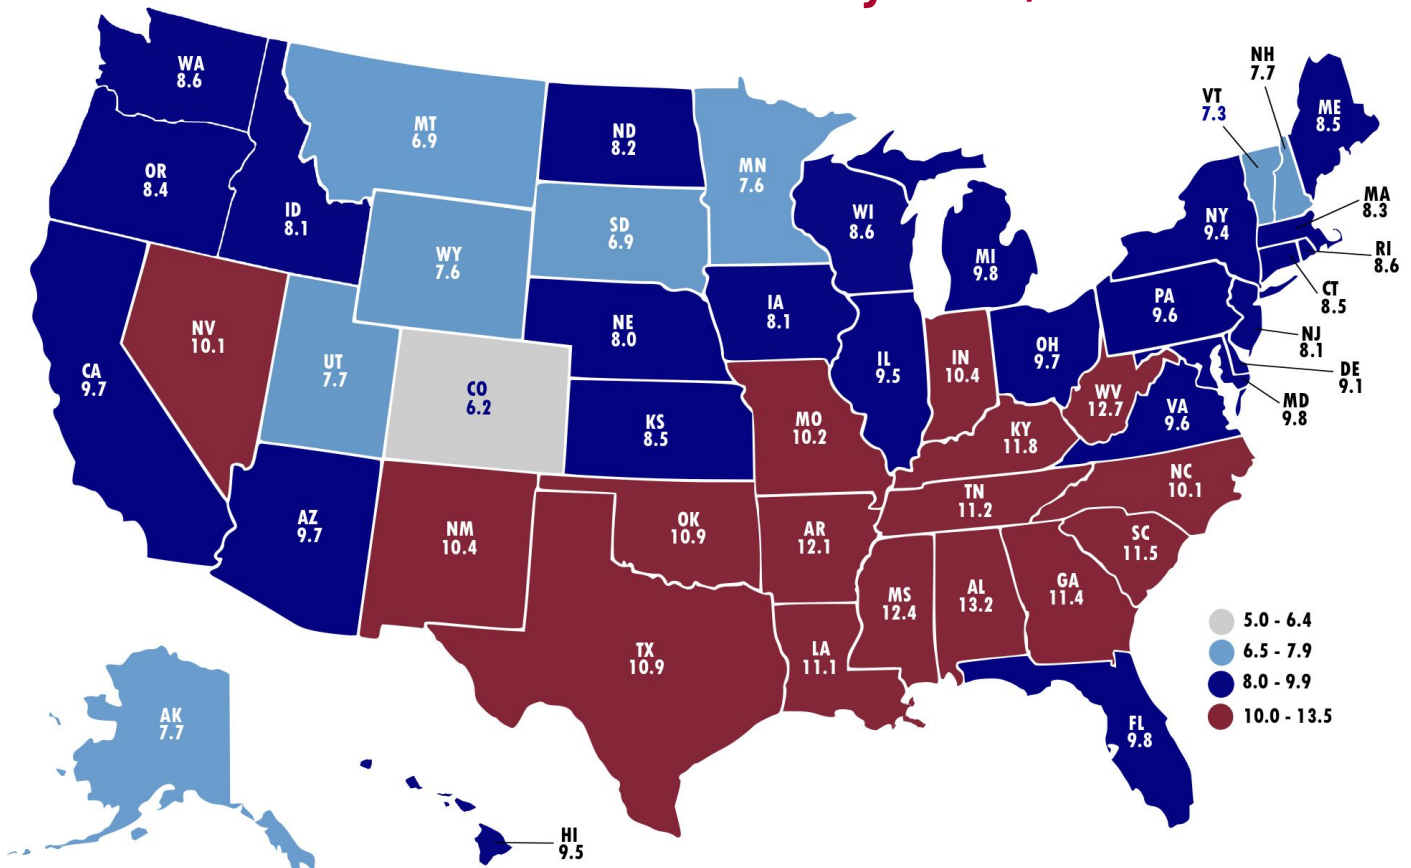 WA
8.6
OR
8.4
CA
9.7
ID
8.1
NV
10.1
MT
6.9
WY
7.6
UT
7.7
CO
6.2
AZ
9.7
NM
10.4
ND
8.2
SD
6.9
NE
8.0
KS
8.5
OK
10.9
TX
10.9
MN
7.6
IA
8.1
MO
10.2
AR
12.1
LA
11.1
WI
8.6
IL
9.5
MI
9.8
IN
10.4
OH
9.7
KY
11.8
TN
11.2
MS
12.4
AL
13.2
GA
11.4
FL
9.8
SC
11.5
NC
10.1
VA
9.6
WV
12.7
PA
9.6
NY
9.4
VT
7.3
NH
7.7
ME
8.5
MA
8.3
RI
8.6
CT
8.5
NJ
8.1
DE
9.1
MD
9.8
AK
7.7
HI
9.5
5.0 - 6.4
6.5 - 7.9
8.0 - 9.9
10.0 - 13.5